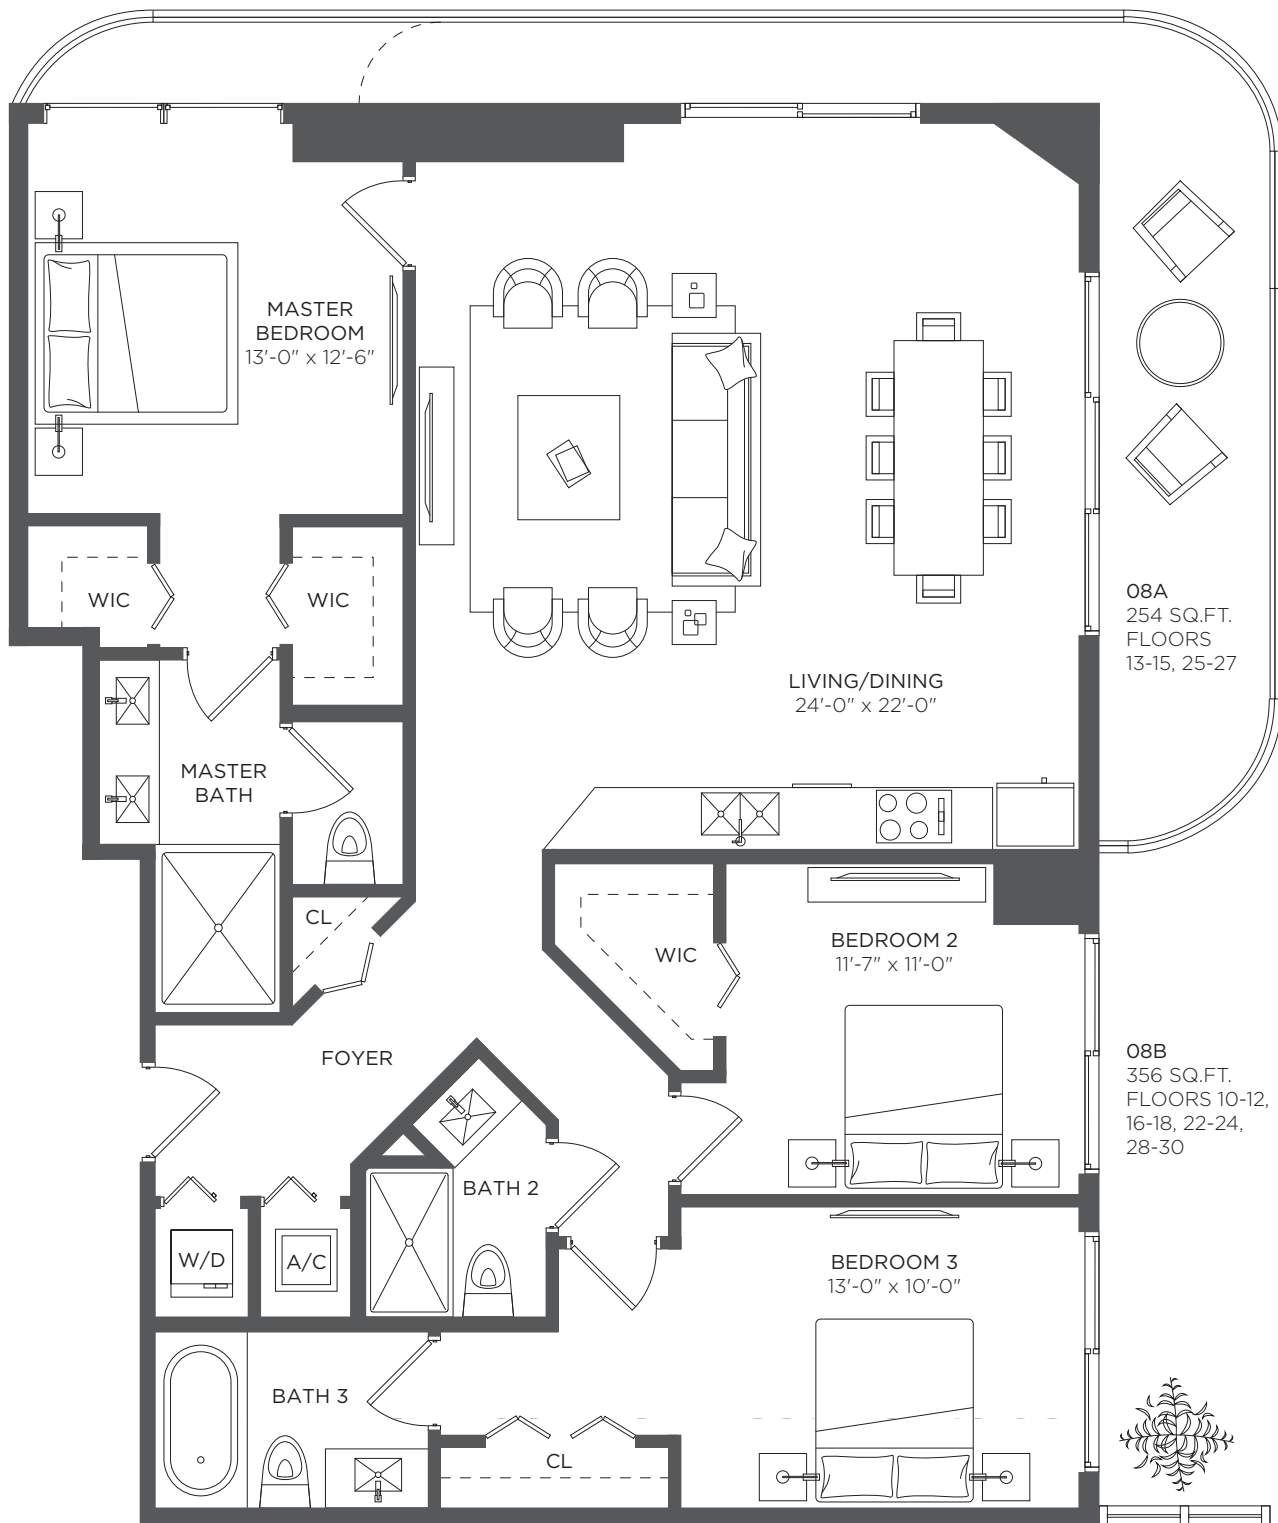 MASTER
BEDROOM
13'-0" x 12'-6"
WIC
WIC
08A
254 SQ.FT.
FLOORS
13-15, 25-27
LIVING/DINING
24'-0" x 22'-0"
MASTER
BATH
CL
WIC
BEDROOM 2
11'-7" x 11'-0"
FOYER
08B
356 SQ.FT.
FLOORS 10-12,
16-18, 22-24,
28-30
BATH 2
W/D
A/C
BEDROOM 3
13'-0" x 10'-0"
BATH 3
CL